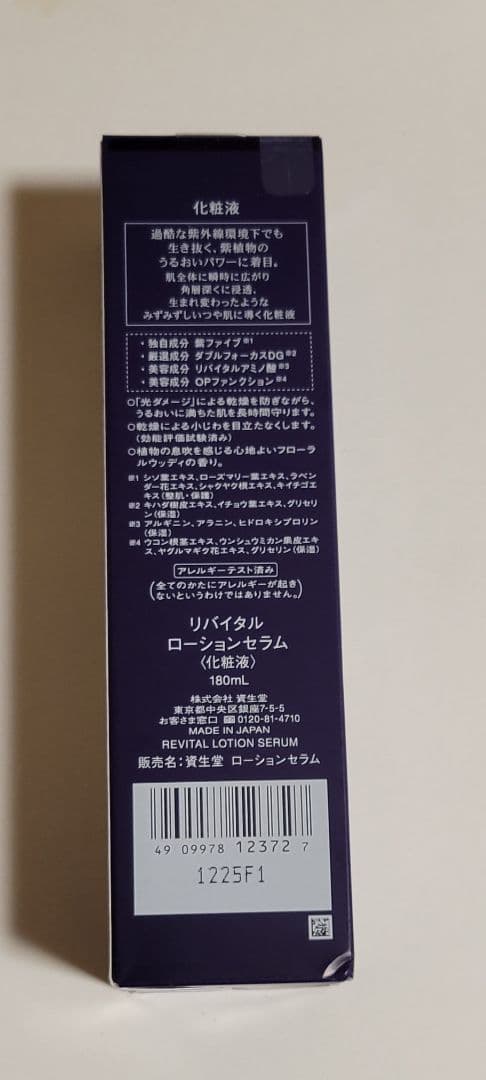 化粧液
過酷な紫外線環境下でも
生き抜く、紫植物の
うるおいパワーに着目。
肌全体に瞬時に広がり
角層深くに浸透、
生まれ変わったような
みずみずしいつや肌に導く化粧液
・独自成分 紫ファイブ※1
・厳選成分 ダブルフォーカスDG※2
・美容成分 リバイタルアミノ酸※3
・美容成分 OPファンクション※4
○「光ダメージ」による乾燥を防ぎながら、
うるおいに満ちた肌を長時間守ります。
○乾燥による小じわを目立たなくします。
(効能評価試験済み)
○植物の息吹を感じる心地よいフローラ
ルウッディの香り。
※1 シソ葉エキス、ローズマリー葉エキス、ラベン
ダー花エキス、シャクヤク根エキス、キイチゴエ
キス(整肌・保護)
※2 キハダ樹皮エキス、イチョウ葉エキス、グリセリ
ン(保湿)
※3 アルギニン、アラニン、ヒドロキシプロリン
(保湿)
※4 ウコン根茎エキス、ウンシュウミカン果皮エキ
ス、ヤグルマギク花エキス、グリセリン(保湿)
アレルギーテスト済み
(全てのかたにアレルギーが起き
ないというわけではありません。)
リバイタル
ローションセラム
〈化粧液〉
180mL
株式会社 資生堂
東京都中央区銀座7-5-5
お客さま窓口 0120-81-4710
MADE IN JAPAN
REVITAL LOTION SERUM
販売名:資生堂 ローションセラム
4 909978 123727
1225F1